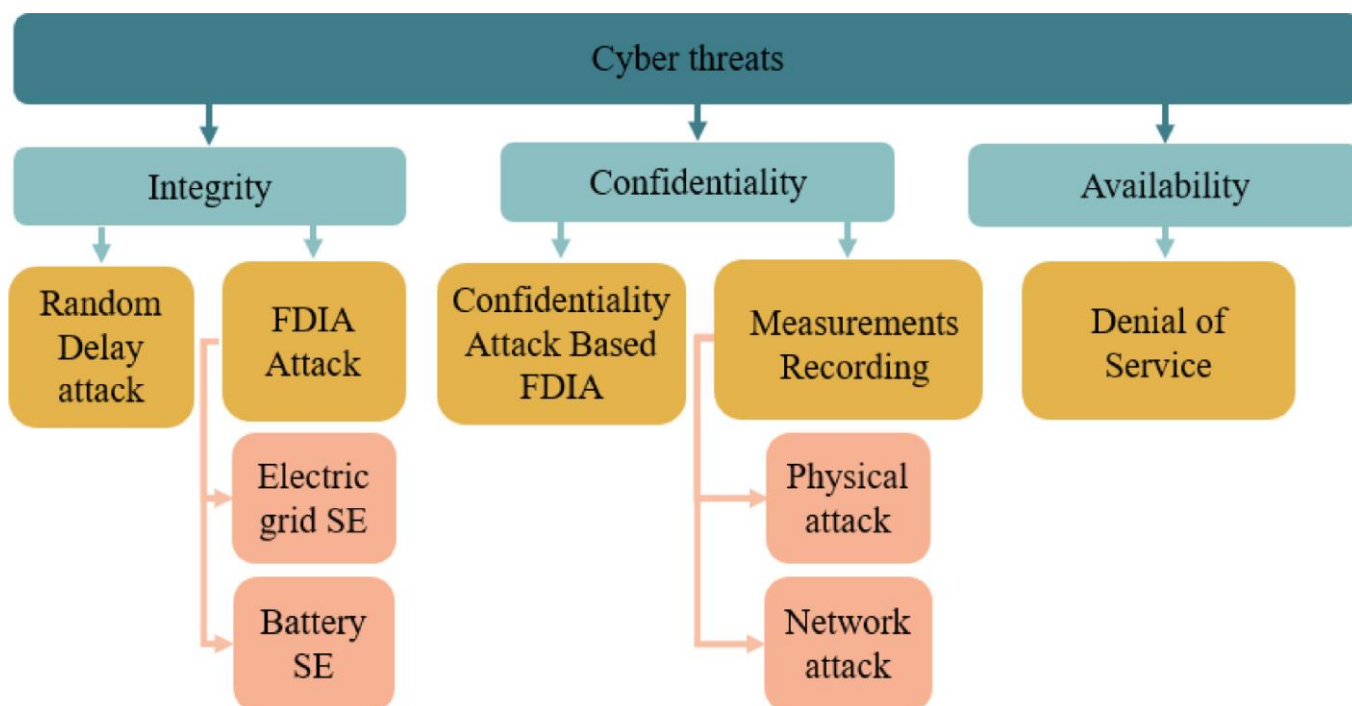 Cyber threats
Integrity
Confidentiality
Availability
Random
Delay
attack
FDIA
Attack
Confidentiality
Attack Based
FDIA
Measurements
Recording
Denial of
Service
Electric
grid SE
Physical
attack
Battery
SE
Network
attack